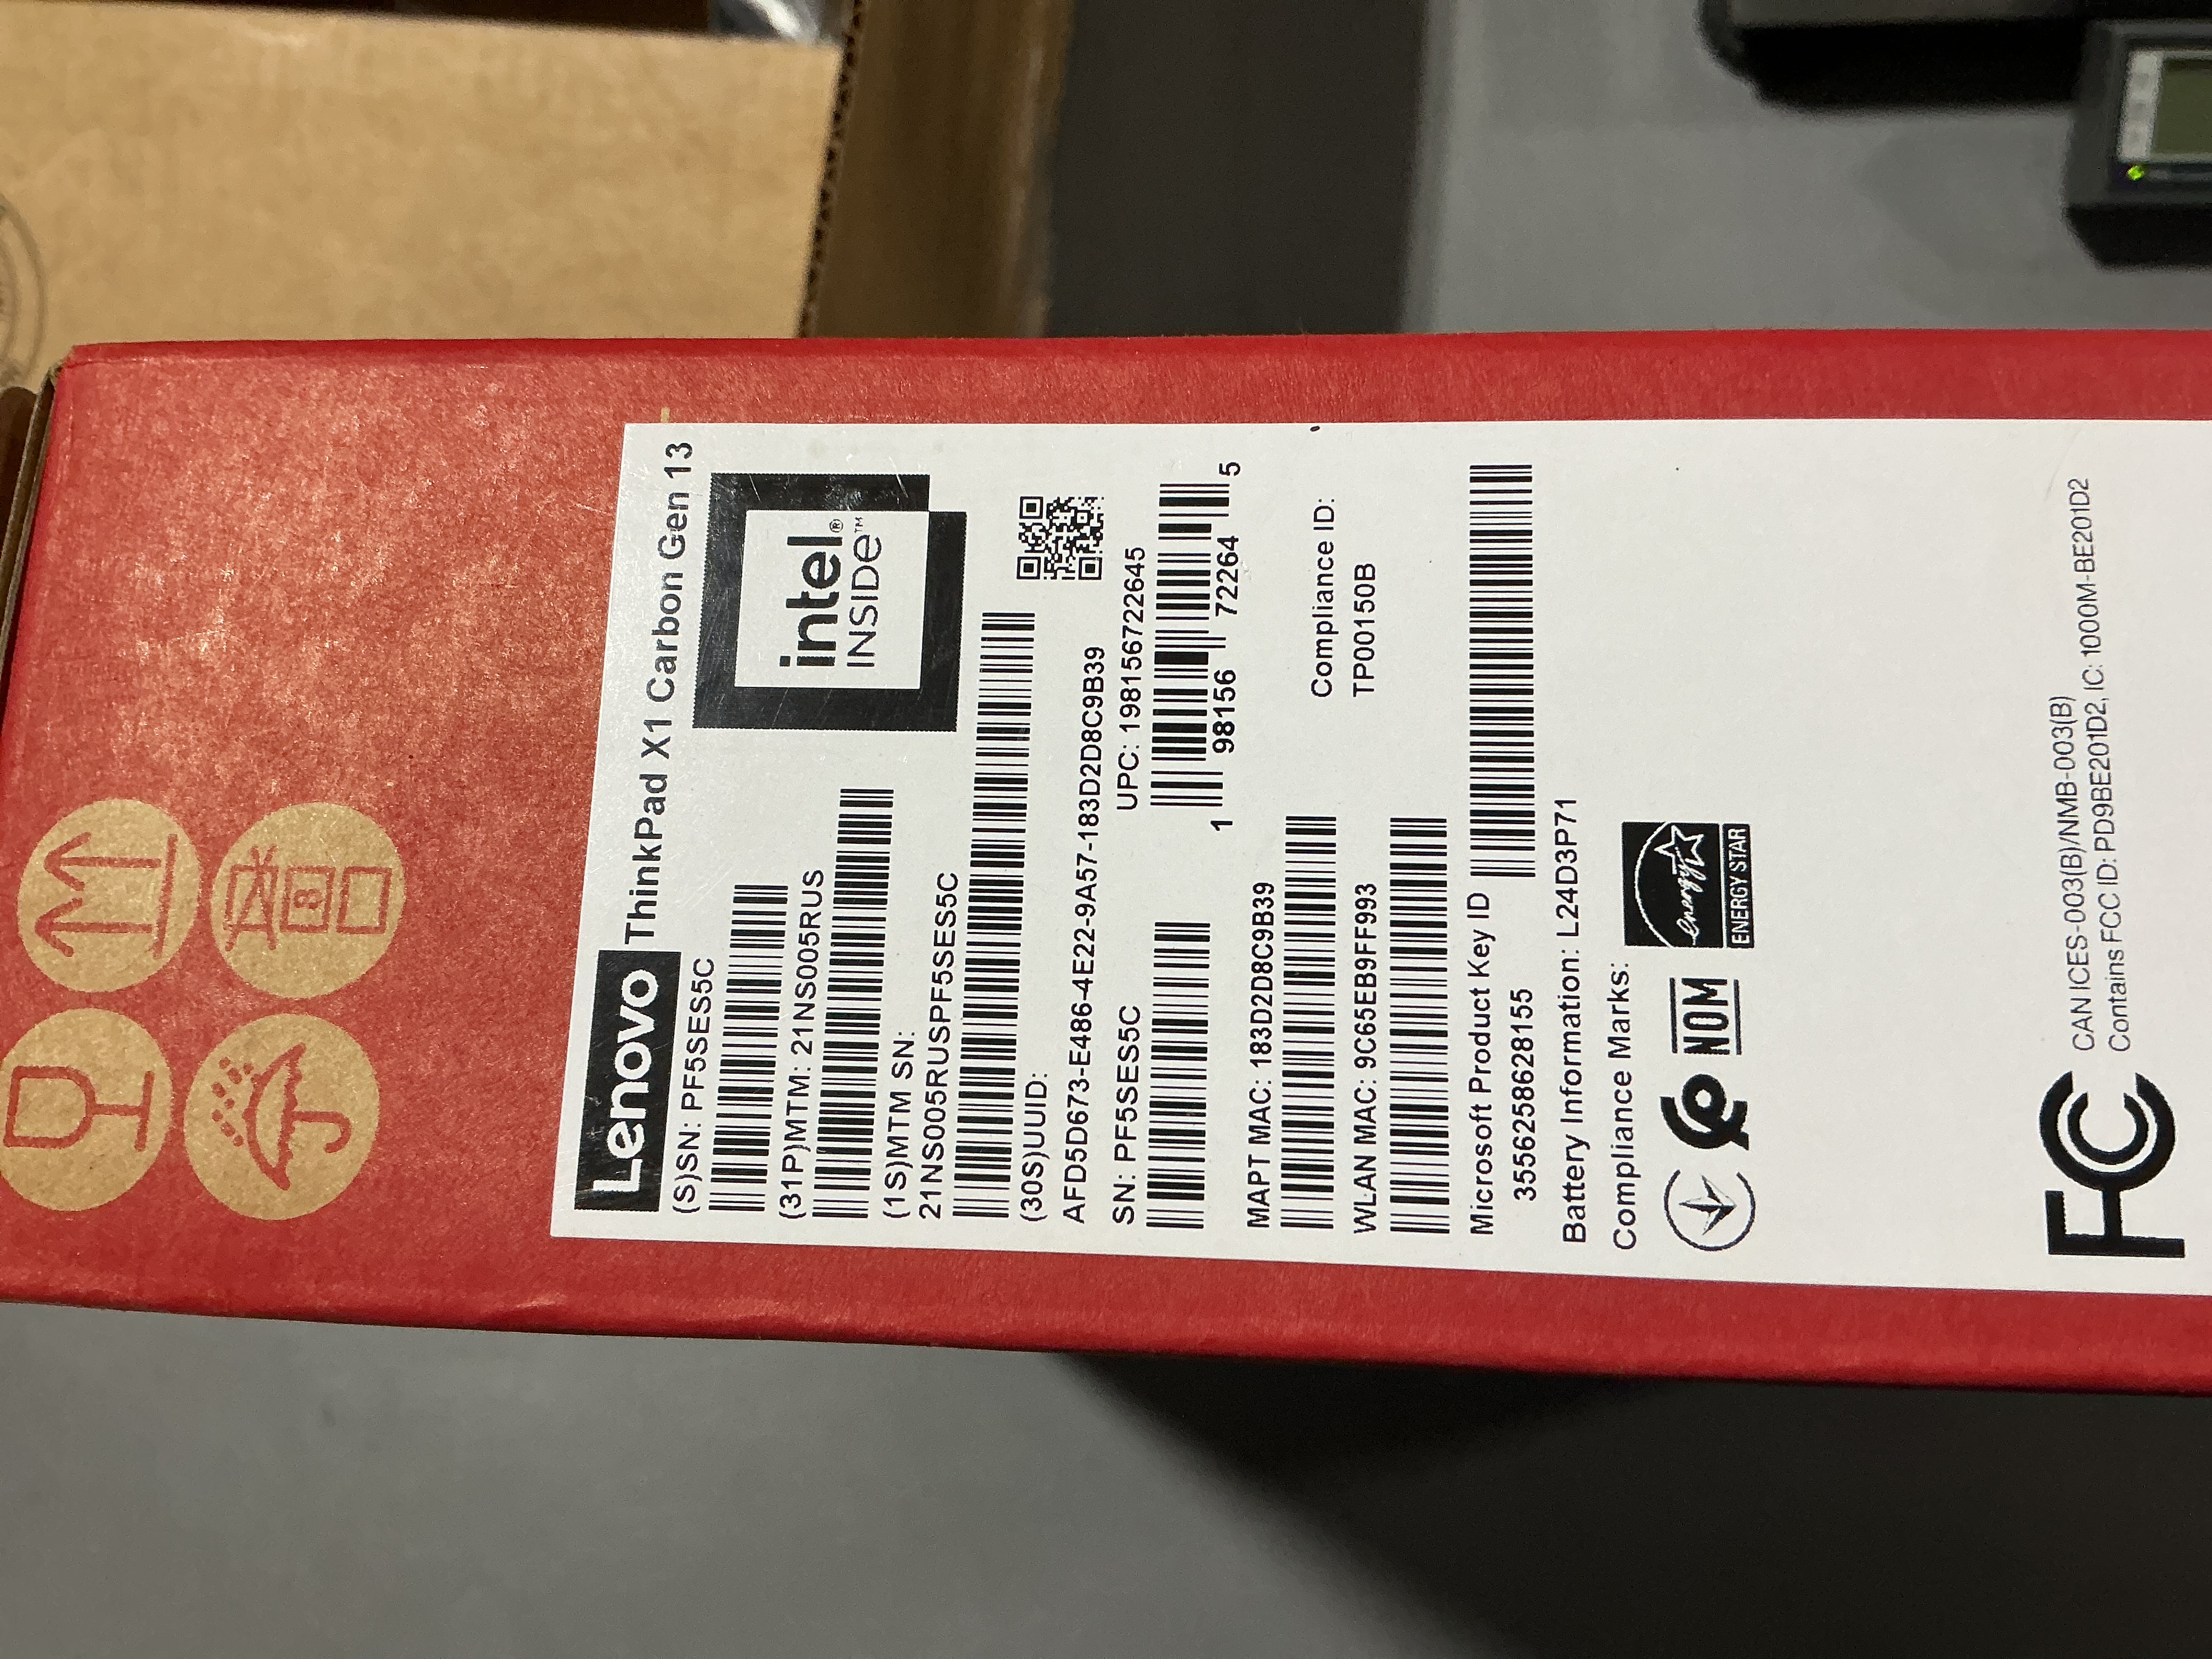 Lenovo ThinkPad X1 Carbon Gen 13
(S)SN: PF5SES5C
(31P)MTM: 21NS005RUS
intel®
INSIDE™
(1S)MTM SN:
21NS005RUSPF5SES5C
(30S)UUID:
AFD5D673-E486-4E22-9A57-183D2D8C9B39
SN: PF5SES5C
UPC: 198156722645
1 98156 72264 5
MAPT MAC: 183D2D8C9B39
Compliance ID:
TP00150B
WLAN MAC: 9C65EB9FF993
Microsoft Product Key ID
3556258628155
Battery Information: L24D3P71
Compliance Marks:
NOM
energy
ENERGY STAR
FC
CAN ICES-003(B)/NMB-003(B)
Contains FCC ID: PD9BE201D2, IC: 1000M-BE201D2
8